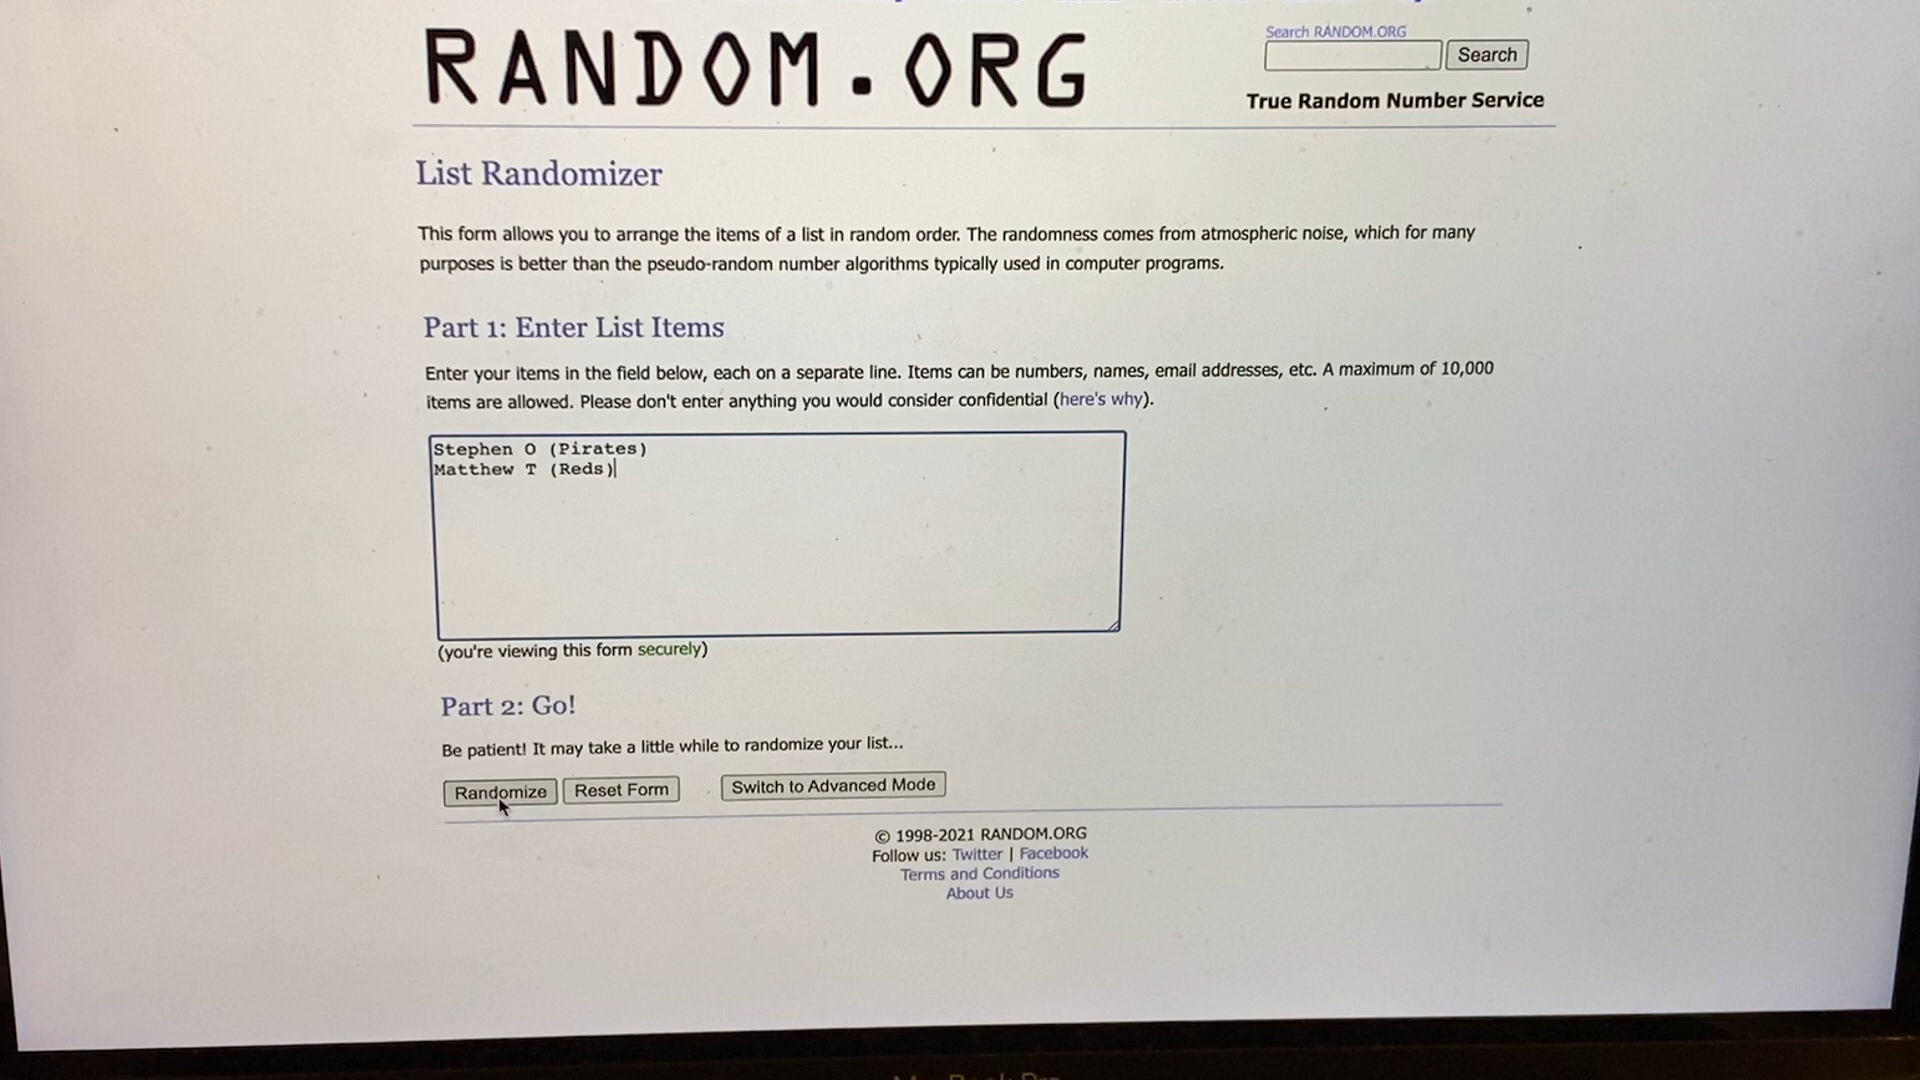 RANDOM.ORG
Search RANDOM.ORG
Search
True Random Number Service
List Randomizer
This form allows you to arrange the items of a list in random order. The randomness comes from atmospheric noise, which for many
purposes is better than the pseudo-random number algorithms typically used in computer programs.
Part 1: Enter List Items
Enter your items in the field below, each on a separate line. Items can be numbers, names, email addresses, etc. A maximum of 10,000
items are allowed. Please don't enter anything you would consider confidential (here's why).
Stephen O (Pirates)
Matthew T (Reds)
(you're viewing this form securely)
Part 2: Go!
Be patient! It may take a little while to randomize your list...
Randomize Reset Form Switch to Advanced Mode
© 1998-2021 RANDOM.ORG
Follow us: Twitter | Facebook
Terms and Conditions
About Us